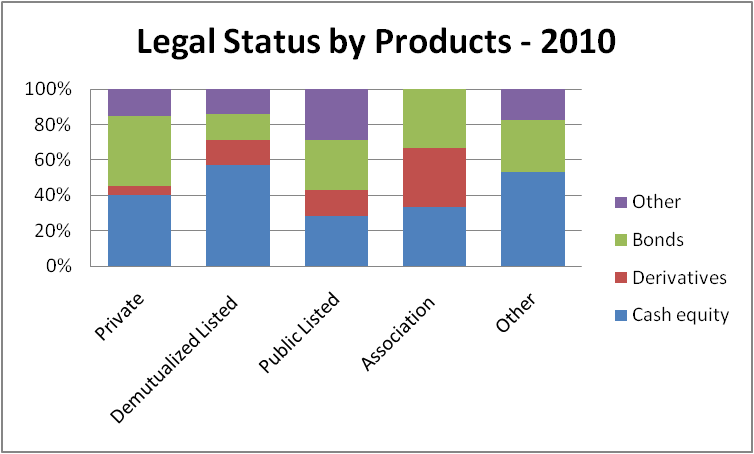 Legal Status by Products - 2010
100%
80%
60%
40%
20%
0%
Private
Demutualized Listed
Public Listed
Association
Other
Other
Bonds
Derivatives
Cash equity